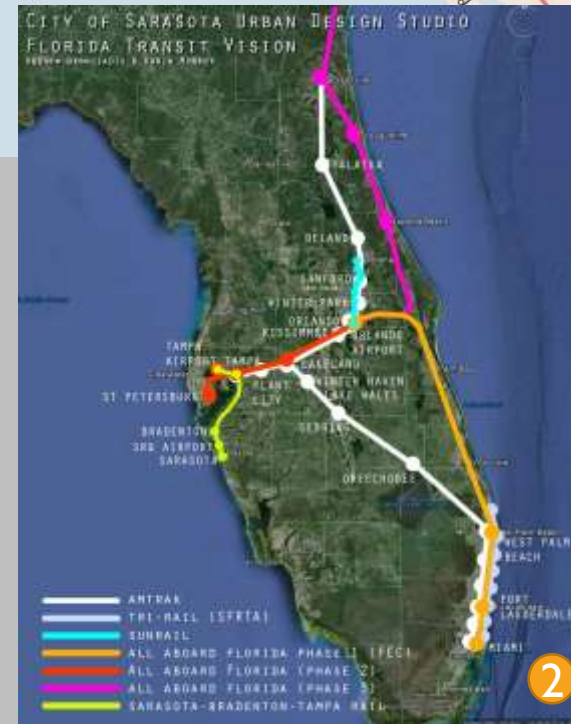 CITY OF SARASOTA URBAN DESIGN STUDIO
FLORIDA TRANSIT VISION
PALATKA
DELAND
SANFORD
WINTER PARK
ORLANDO
KISSIMMEE
ORLANDO
AIRPORT
TAMPA
AIRPORT TAMPA
LAKELAND
PLANT
CITY
WINTER HAVEN
LAKE WALES
ST PETERSBURG
SEBRING
BRADENTON
SRQ AIRPORT
SARASOTA
OKEECHOBEE
WEST PALM
BEACH
FORT
LAUDERDALE
MIAMI
AMTRAK
TRI-RAIL (SFRTA)
SUNRAIL
ALL ABOARD FLORIDA PHASE 1 (FEC)
ALL ABOARD FLORIDA (PHASE 2)
ALL ABOARD FLORIDA (PHASE 3)
SARASOTA-BRADENTON-TAMPA RAIL
2